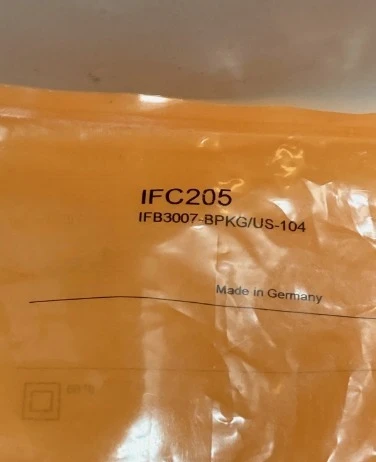 IFC205
IFB3007-BPKG/US-104
Made in Germany